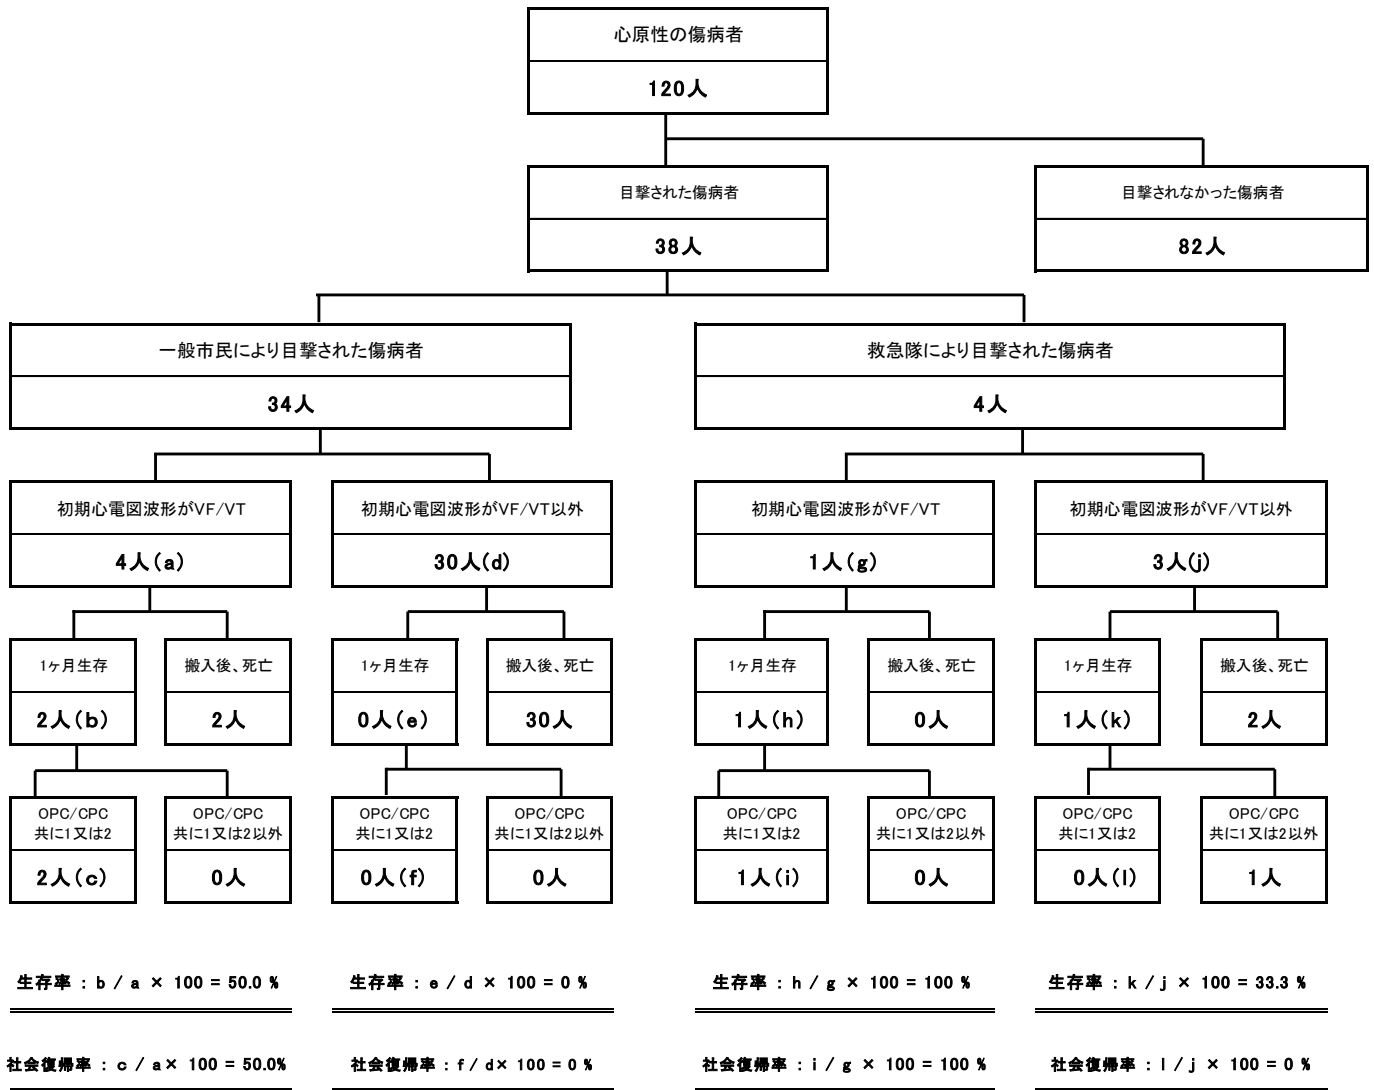 心原性の傷病者
120人
目撃された傷病者
38人
目撃されなかった傷病者
82人
一般市民により目撃された傷病者
34人
救急隊により目撃された傷病者
4人
初期心電図波形がVF/VT
4人(a)
初期心電図波形がVF/VT以外
30人(d)
初期心電図波形がVF/VT
1人(g)
初期心電図波形がVF/VT以外
3人(j)
1ヶ月生存
2人(b)
搬入後、死亡
2人
1ヶ月生存
0人(e)
搬入後、死亡
30人
1ヶ月生存
1人(h)
搬入後、死亡
0人
1ヶ月生存
1人(k)
搬入後、死亡
2人
OPC/CPC
共に1又は2
2人(c)
OPC/CPC
共に1又は2以外
0人
OPC/CPC
共に1又は2
0人(f)
OPC/CPC
共に1又は2以外
0人
OPC/CPC
共に1又は2
1人(i)
OPC/CPC
共に1又は2以外
0人
OPC/CPC
共に1又は2
0人(l)
OPC/CPC
共に1又は2以外
1人
生存率 : b / a × 100 = 50.0 %
生存率 : e / d × 100 = 0 %
生存率 : h / g × 100 = 100 %
生存率 : k / j × 100 = 33.3 %
社会復帰率 : c / a× 100 = 50.0%
社会復帰率 : f / d× 100 = 0 %
社会復帰率 : i / g × 100 = 100 %
社会復帰率 : l / j × 100 = 0 %